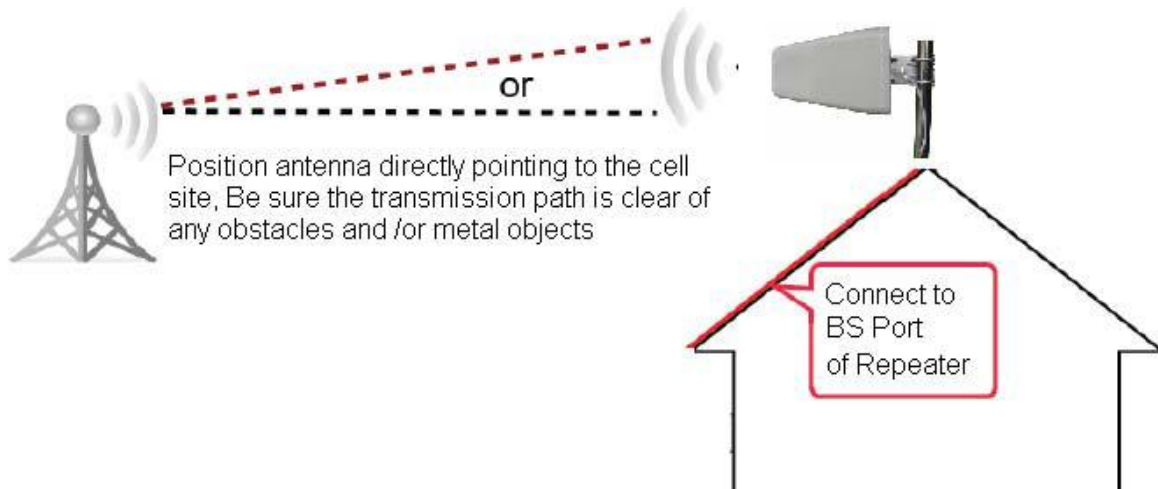 or
Position antenna directly pointing to the cell
site, Be sure the transmission path is clear of
any obstacles and /or metal objects
Connect to
BS Port
of Repeater